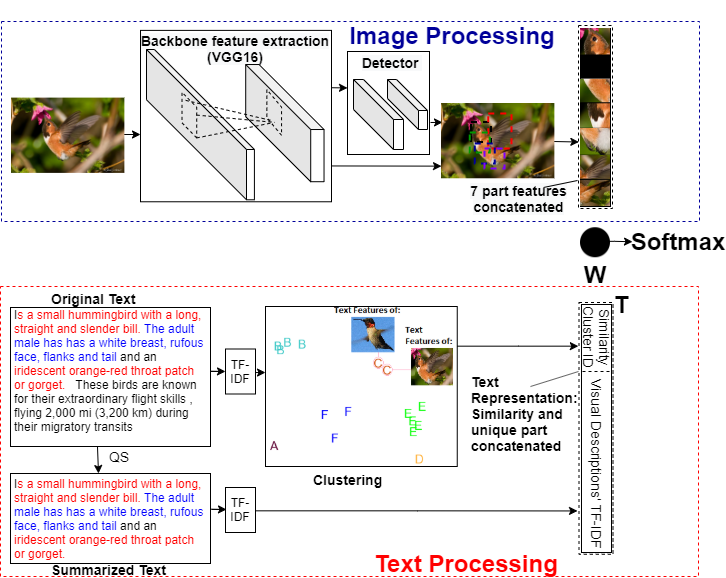 Image Processing
Backbone feature extraction
(VGG16)
Detector
7 part features
concatenated
Softmax
W
T
Original Text
Is a small hummingbird with a long,
straight and slender bill. The adult
male has has a white breast, rufous
face, flanks and tail and an
iridescent orange-red throat patch
or gorget.   These birds are known
for their extraordinary flight skills ,
flying 2,000 mi (3,200 km) during
their migratory transits
QS
Is a small hummingbird with a long,
straight and slender bill. The adult
male has has a white breast, rufous
face, flanks and tail and an
iridescent orange-red throat patch
or gorget.
Summarized Text
TF-
IDF
TF-
IDF
Text Features of:
Text
Features of:
B B B B
C C
F F
F
E
E
E E
E
A
D
Clustering
Text
Representation:
Similarity and
unique part
concatenated
Similarity
Cluster ID
Visual Descriptions' TF-IDF
Text Processing